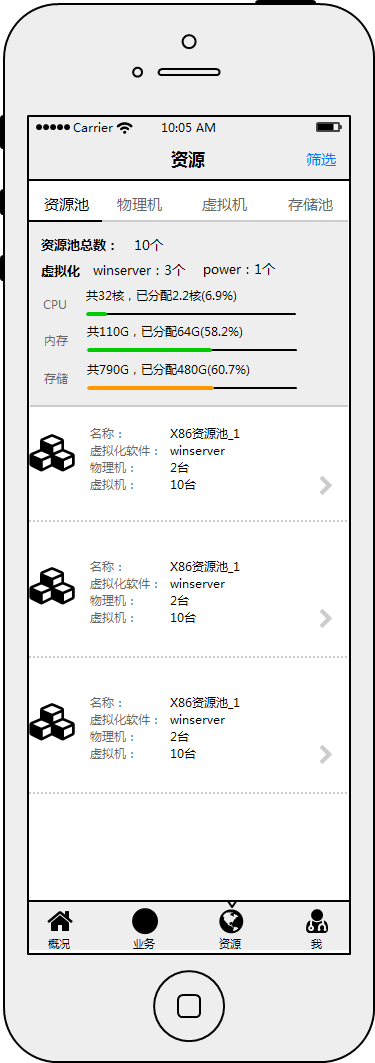 Carrier 10:05 AM
资源 筛选
资源池 物理机 虚拟机 存储池
资源池总数： 10个
虚拟化 winserver：3个 power：1个
CPU 共32核，已分配2.2核(6.9%)
内存 共110G，已分配64G(58.2%)
存储 共790G，已分配480G(60.7%)
名称： X86资源池_1
虚拟化软件： winserver
物理机： 2台
虚拟机： 10台
名称： X86资源池_1
虚拟化软件： winserver
物理机： 2台
虚拟机： 10台
名称： X86资源池_1
虚拟化软件： winserver
物理机： 2台
虚拟机： 10台
概况 业务 资源 我